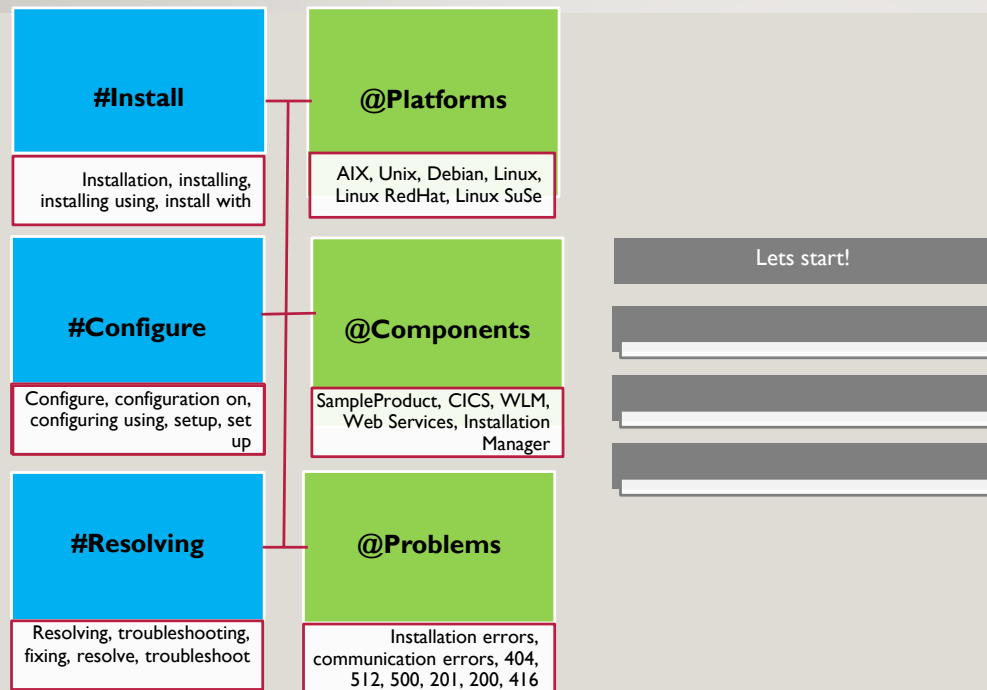 #Install
Installation, installing,
installing using, install with
@Platforms
AIX, Unix, Debian, Linux,
Linux RedHat, Linux SuSe
#Configure
Configure, configuration on,
configuring using, setup, set
up
@Components
SampleProduct, CICS, WLM,
Web Services, Installation
Manager
#Resolving
Resolving, troubleshooting,
fixing, resolve, troubleshoot
@Problems
Installation errors,
communication errors, 404,
512, 500, 201, 200, 416
Lets start!